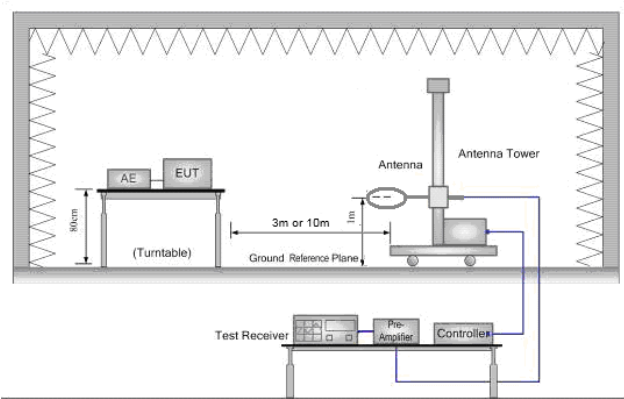 Antenna
Antenna Tower
AE
EUT
80cm
3m or 10m
1m
(Turntable)
Ground Reference Plane
Test Receiver
Pre-
Amplifier
Controller